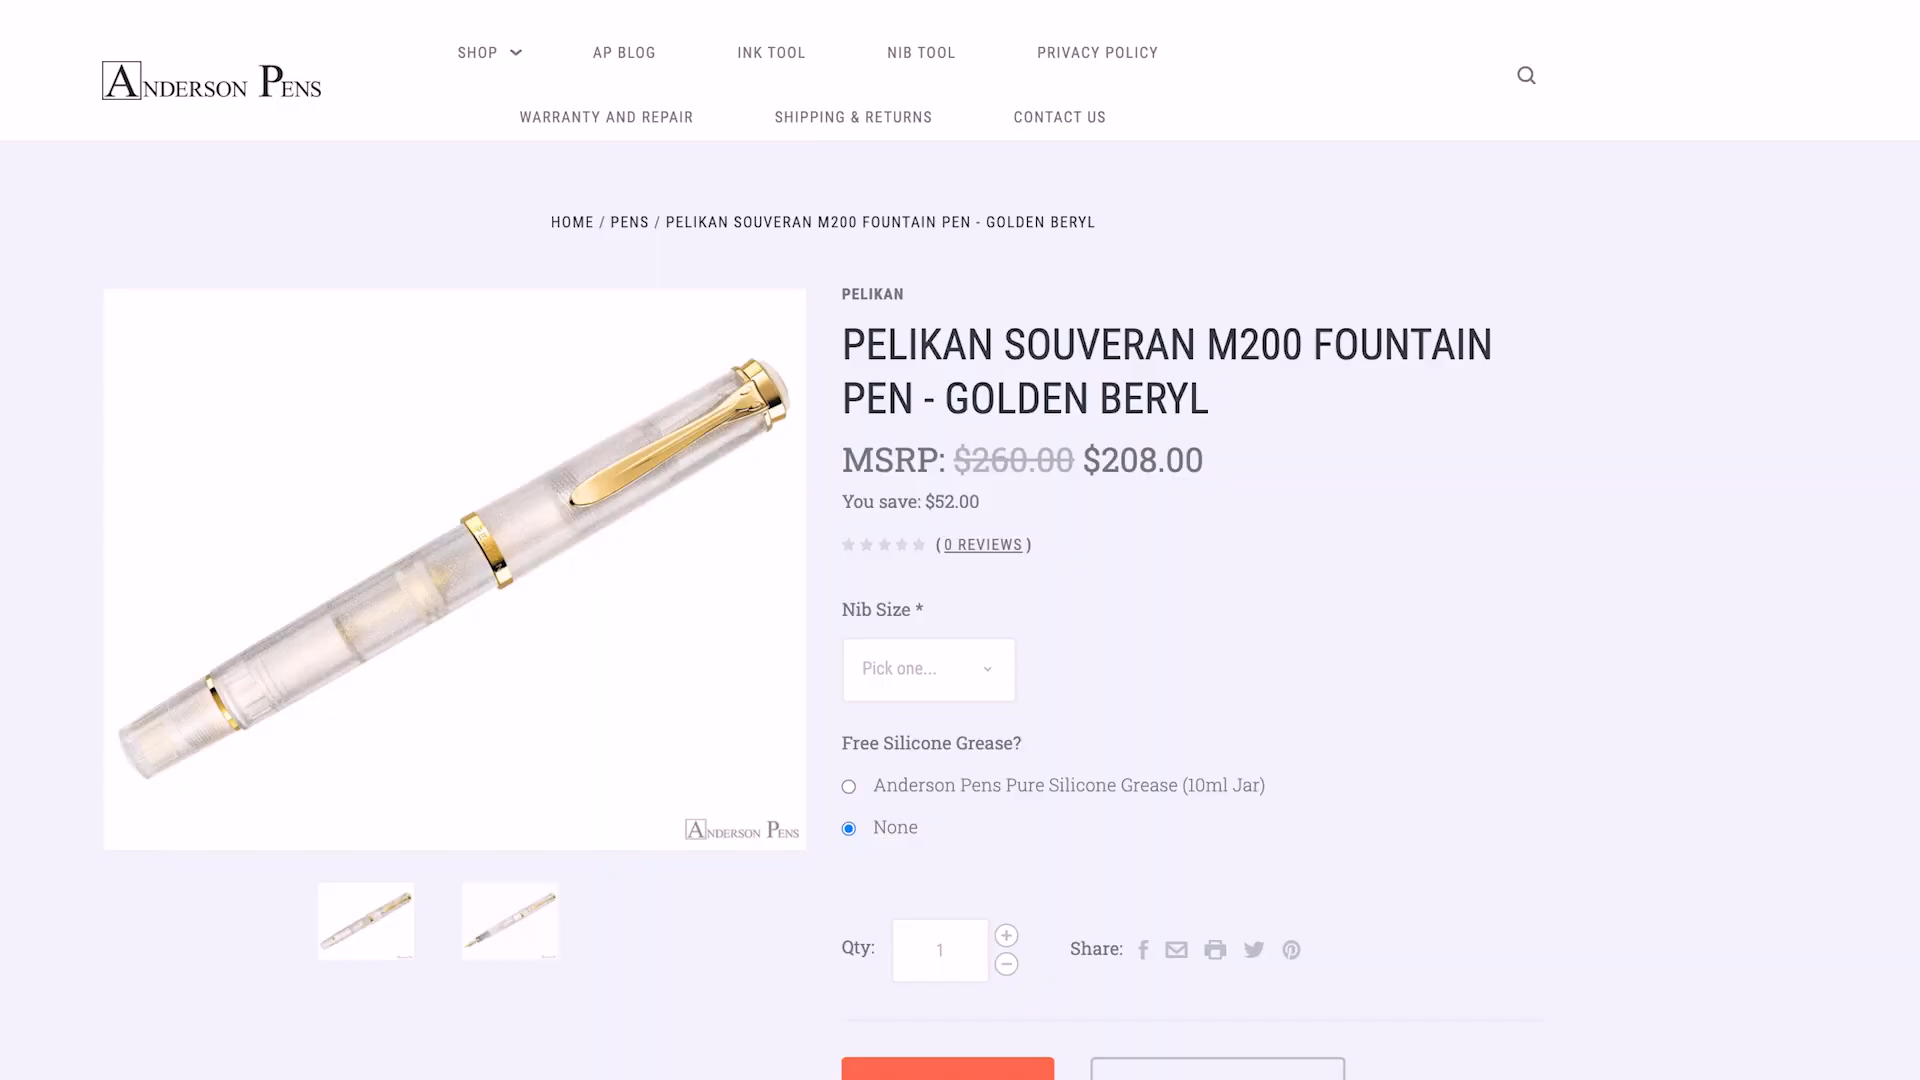 ANDERSON PENS
SHOP
AP BLOG
INK TOOL
NIB TOOL
PRIVACY POLICY
WARRANTY AND REPAIR
SHIPPING & RETURNS
CONTACT US
HOME / PENS / PELIKAN SOUVERAN M200 FOUNTAIN PEN - GOLDEN BERYL
PELIKAN
PELIKAN SOUVERAN M200 FOUNTAIN
PEN - GOLDEN BERYL
MSRP: $260.00 $208.00
You save: $52.00
( 0 REVIEWS )
Nib Size *
Pick one...
Free Silicone Grease?
Anderson Pens Pure Silicone Grease (10ml Jar)
None
ANDERSON PENS
Qty:
1
Share: